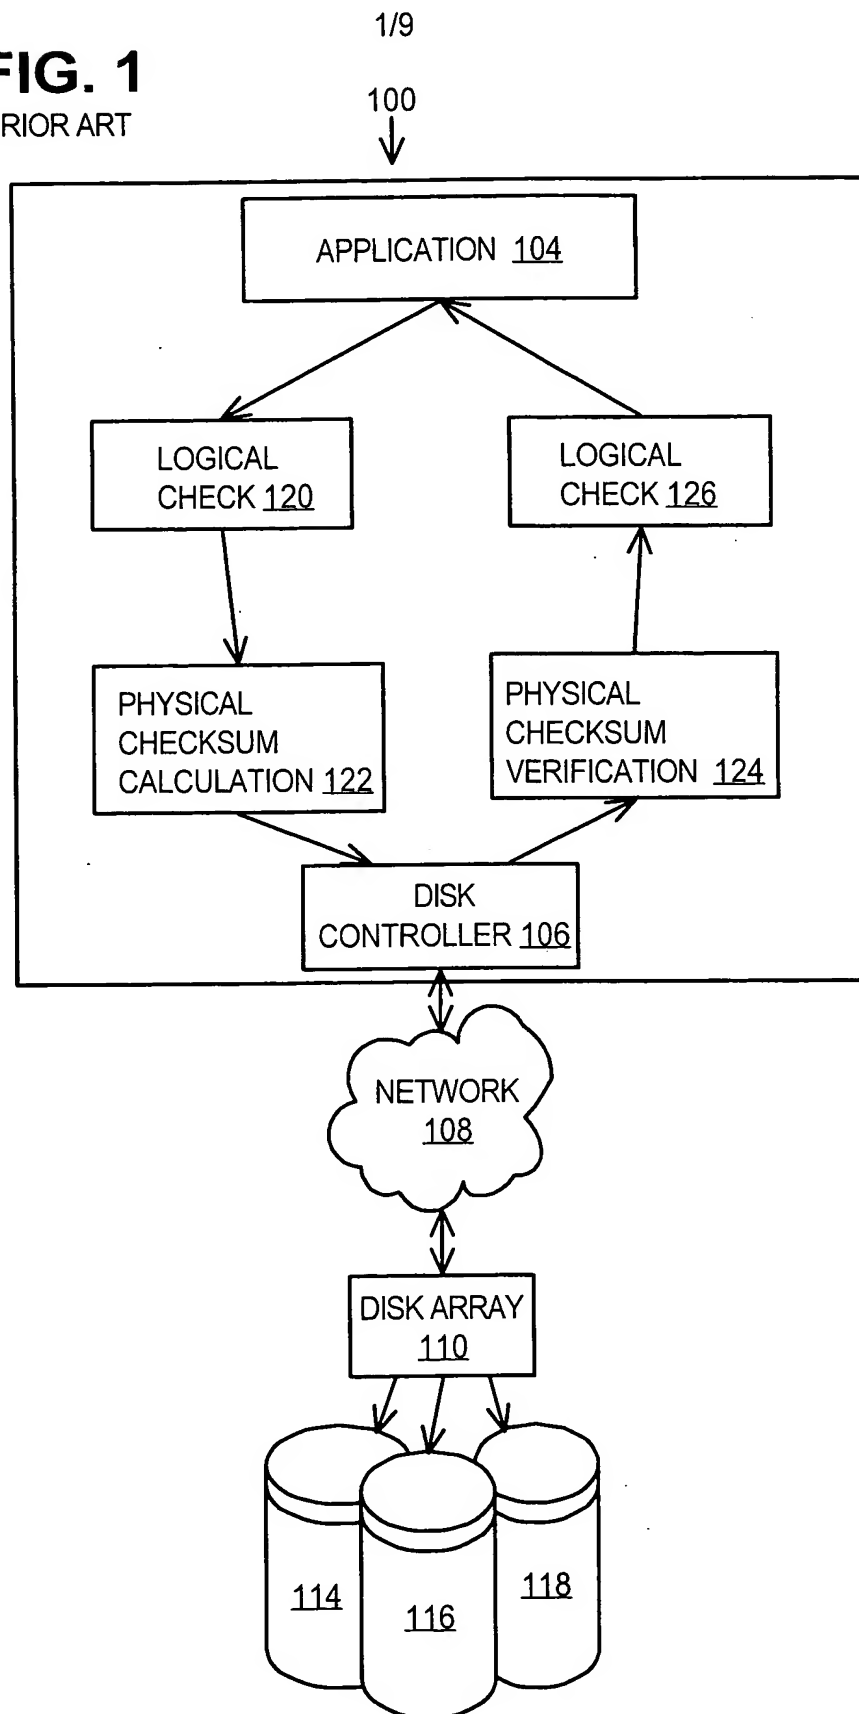 1/9
FIG. 1
RIOR ART
100
APPLICATION 104
LOGICAL
CHECK 120
LOGICAL
CHECK 126
PHYSICAL
CHECKSUM
CALCULATION 122
PHYSICAL
CHECKSUM
VERIFICATION 124
DISK
CONTROLLER 106
NETWORK
108
DISK ARRAY
110
114
116
118